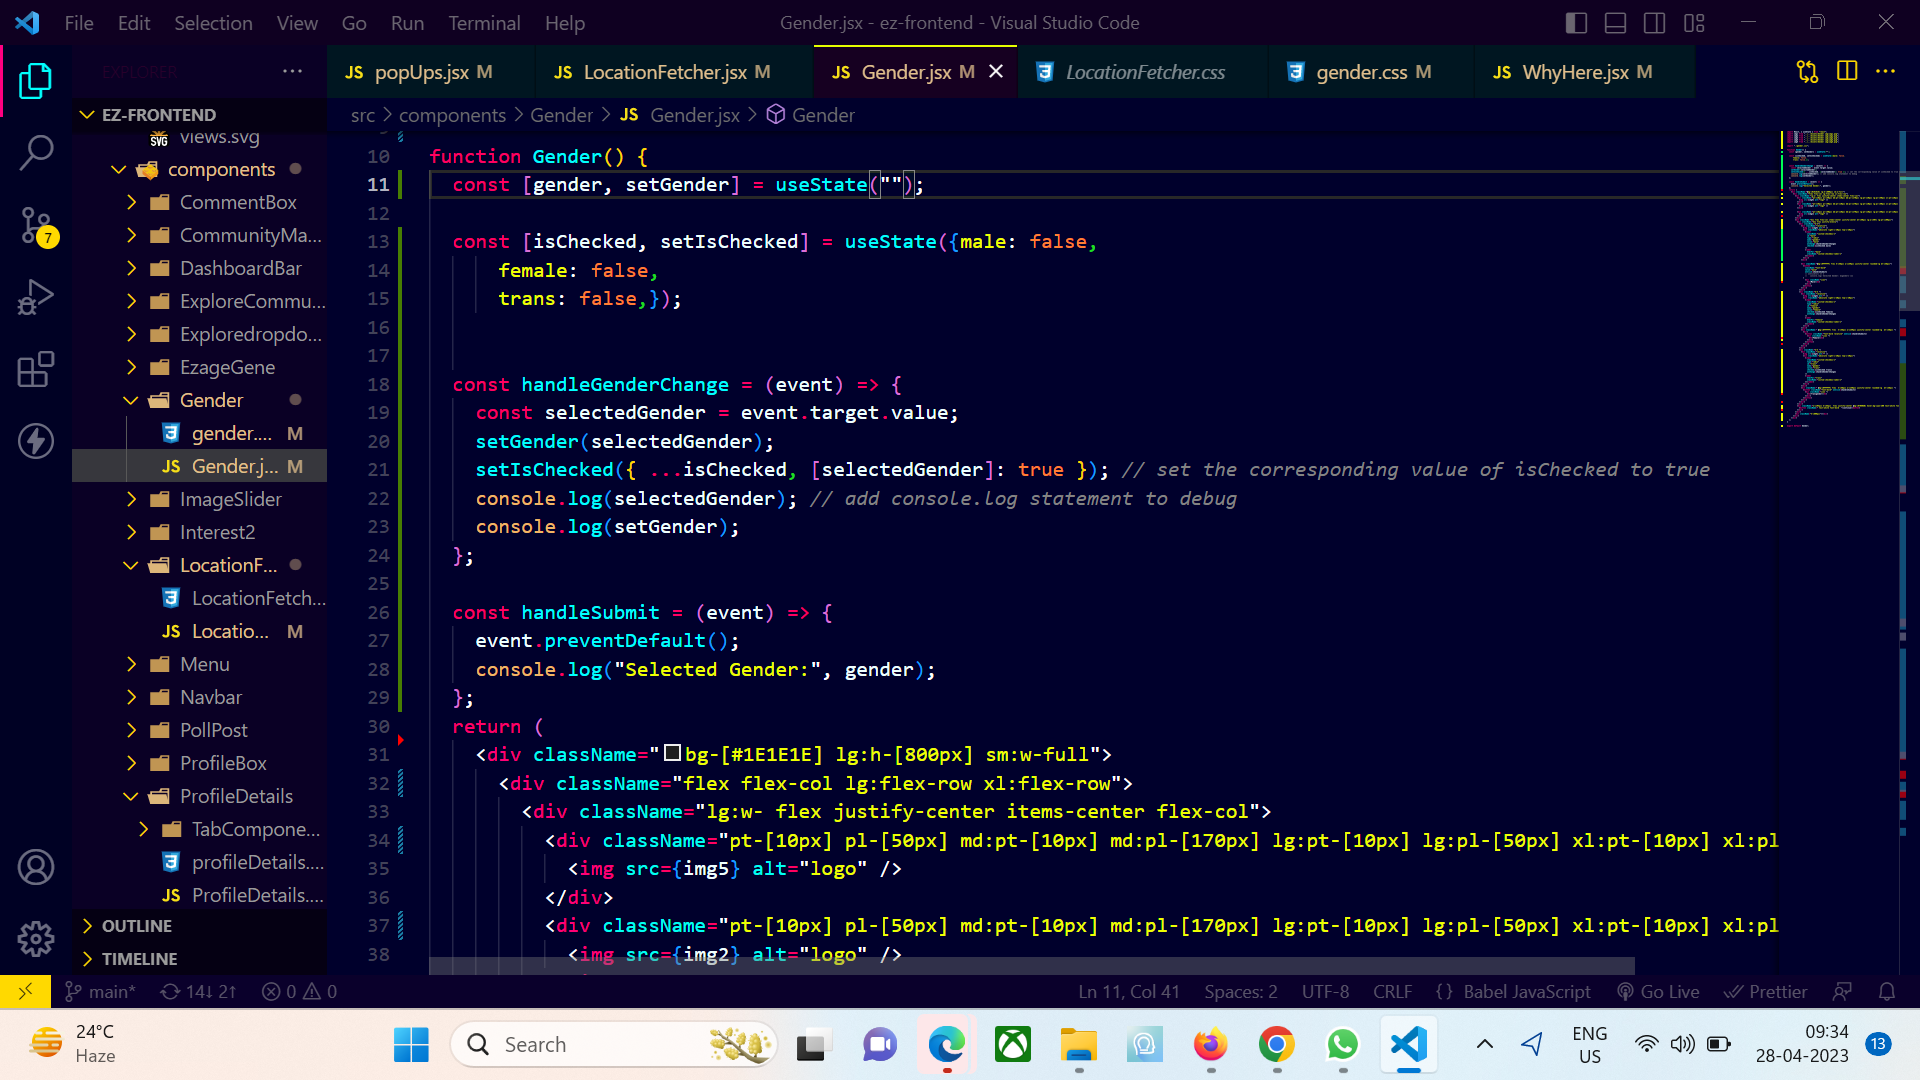 File Edit Selection View Go Run Terminal Help
Gender.jsx - ez-frontend - Visual Studio Code
EXPLORER
JS popUps.jsx M
JS LocationFetcher.jsx M
JS Gender.jsx M
LocationFetcher.css
gender.css M
JS WhyHere.jsx M
src > components > Gender > JS Gender.jsx > Gender
EZ-FRONTEND
SVG views.svg
components
CommentBox
CommunityMa...
DashboardBar
ExploreCommu...
Exploredropdo...
EzageGene
Gender
gender.... M
JS Gender.j... M
ImageSlider
Interest2
LocationF...
LocationFetch...
JS Locatio... M
Menu
Navbar
PollPost
ProfileBox
ProfileDetails
TabCompone...
profileDetails....
JS ProfileDetails....
OUTLINE
TIMELINE
7
10 function Gender() {
11 const [gender, setGender] = useState("");
12
13 const [isChecked, setIsChecked] = useState({male: false,
14 female: false,
15 trans: false,});
16
17
18 const handleGenderChange = (event) => {
19 const selectedGender = event.target.value;
20 setGender(selectedGender);
21 setIsChecked({ ...isChecked, [selectedGender]: true }); // set the corresponding value of isChecked to true
22 console.log(selectedGender); // add console.log statement to debug
23 console.log(setGender);
24 };
25
26 const handleSubmit = (event) => {
27 event.preventDefault();
28 console.log("Selected Gender:", gender);
29 };
30 return (
31 <div className="bg-[#1E1E1E] lg:h-[800px] sm:w-full">
32 <div className="flex flex-col lg:flex-row xl:flex-row">
33 <div className="lg:w- flex justify-center items-center flex-col">
34 <div className="pt-[10px] pl-[50px] md:pt-[10px] md:pl-[170px] lg:pt-[10px] lg:pl-[50px] xl:pt-[10px] xl:pl
35 <img src={img5} alt="logo" />
36 </div>
37 <div className="pt-[10px] pl-[50px] md:pt-[10px] md:pl-[170px] lg:pt-[10px] lg:pl-[50px] xl:pt-[10px] xl:pl
38 <img src={img2} alt="logo" />
main* 14↓ 2↑ 0 0
Ln 11, Col 41 Spaces: 2 UTF-8 CRLF {} Babel JavaScript Go Live Prettier
24°C
Haze
Search
ENG
US
09:34
28-04-2023
13